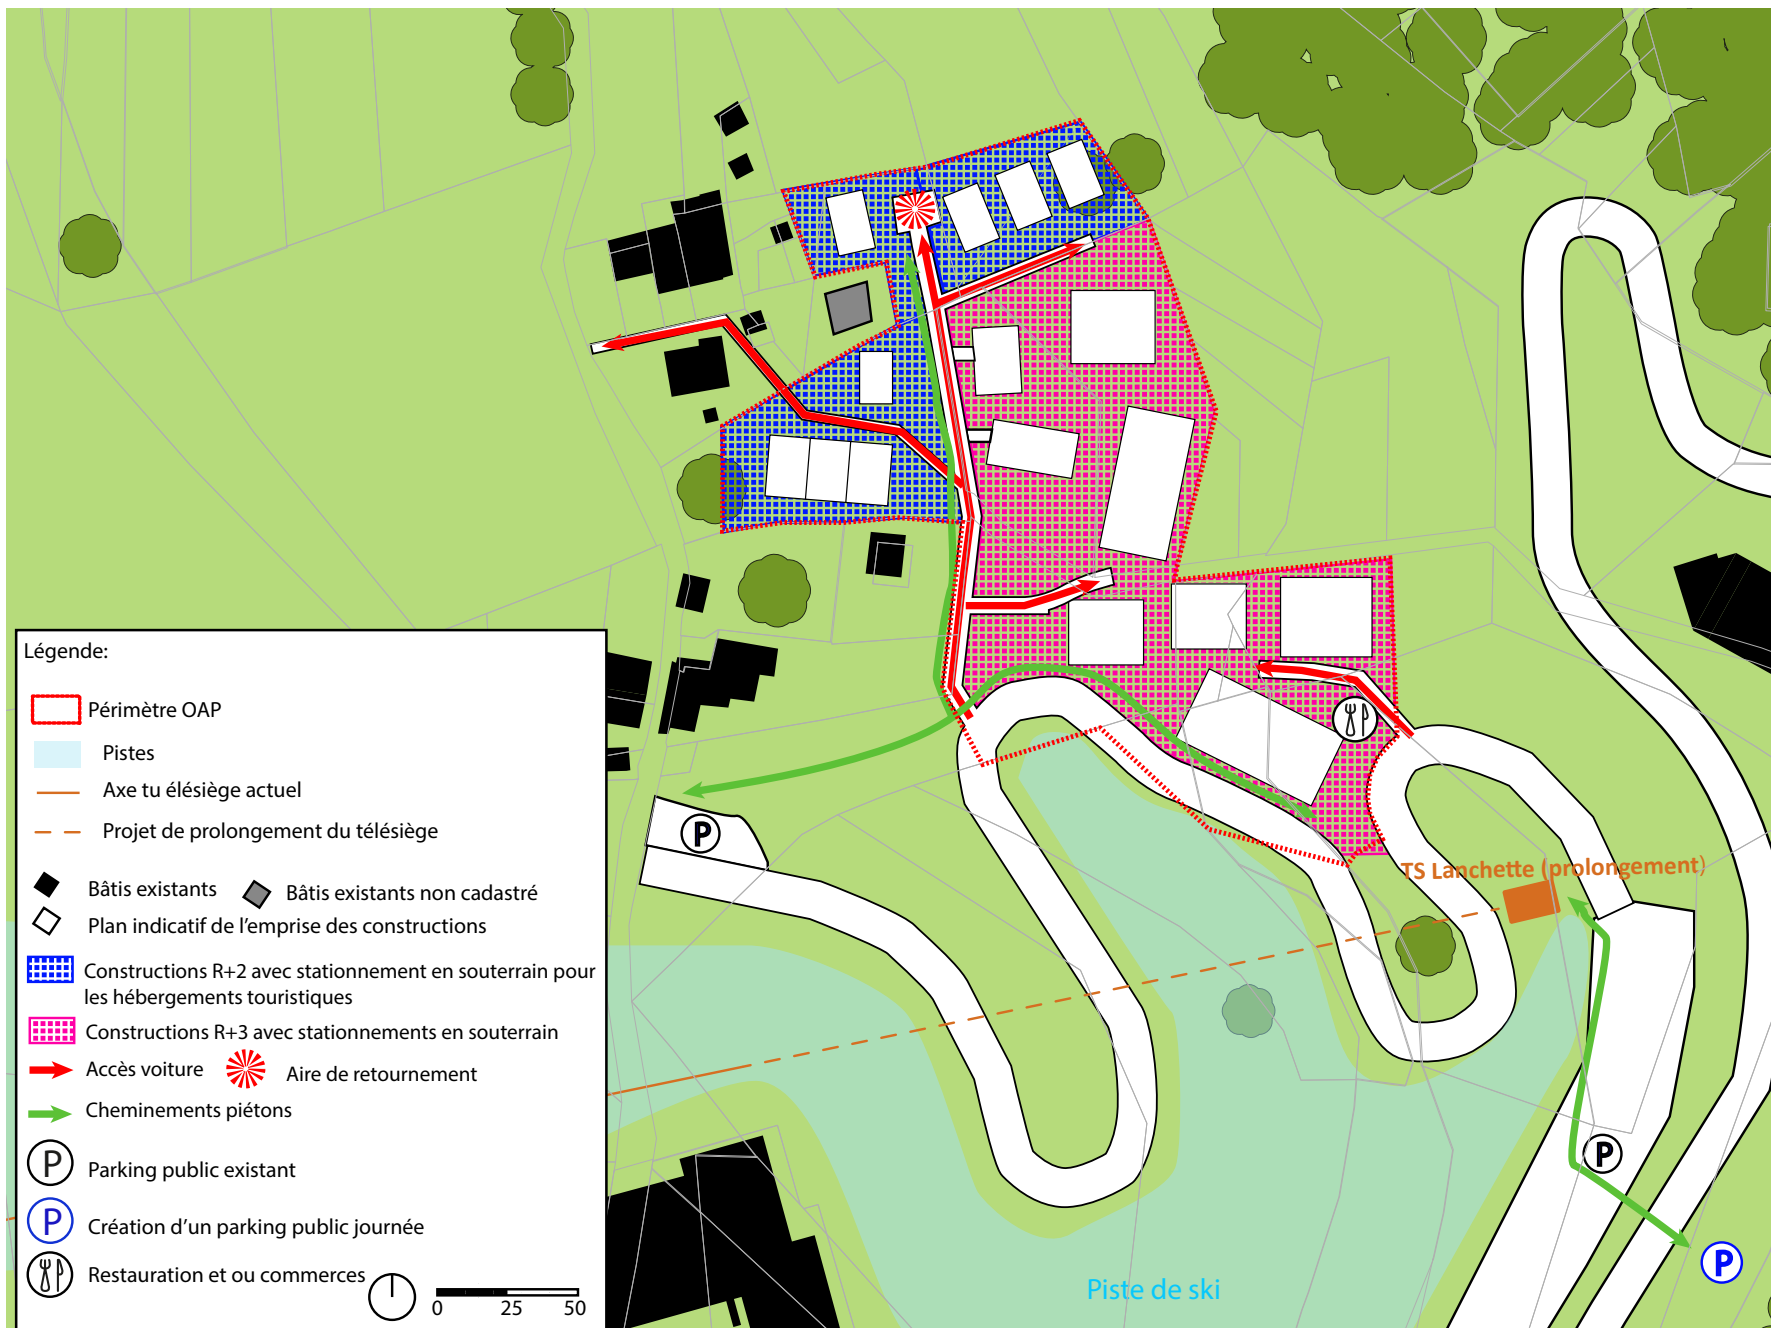 P
TS Lanchette (prolongement)
P
P
Piste de ski
Légende:
Périmètre OAP
Pistes
Axe tu élésiège actuel
Projet de prolongement du télésiège
Bâtis existants
Bâtis existants non cadastré
Plan indicatif de l'emprise des constructions
Constructions R+2 avec stationnement en souterrain pour
les hébergements touristiques
Constructions R+3 avec stationnements en souterrain
Accès voiture
Aire de retournement
Cheminements piétons
P
Parking public existant
P
Création d'un parking public journée
Restauration et ou commerces
0 25 50